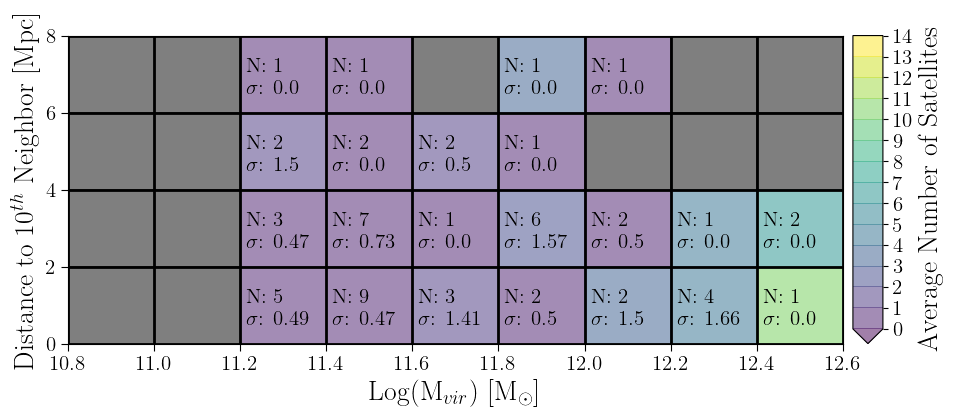 Distance to 10th Neighbor [Mpc]
8
6
4
2
0
N: 1
σ: 0.0
N: 1
σ: 0.0
N: 1
σ: 0.0
N: 1
σ: 0.0
N: 2
σ: 1.5
N: 2
σ: 0.0
N: 2
σ: 0.5
N: 1
σ: 0.0
N: 3
σ: 0.47
N: 7
σ: 0.73
N: 1
σ: 0.0
N: 6
σ: 1.57
N: 2
σ: 0.5
N: 1
σ: 0.0
N: 2
σ: 0.0
N: 5
σ: 0.49
N: 9
σ: 0.47
N: 3
σ: 1.41
N: 2
σ: 0.5
N: 2
σ: 1.5
N: 4
σ: 1.66
N: 1
σ: 0.0
10.8 11.0 11.2 11.4 11.6 11.8 12.0 12.2 12.4 12.6
Log(Mvir) [M⊙]
14
13
12
11
10
9
8
7
6
5
4
3
2
1
0
Average Number of Satellites